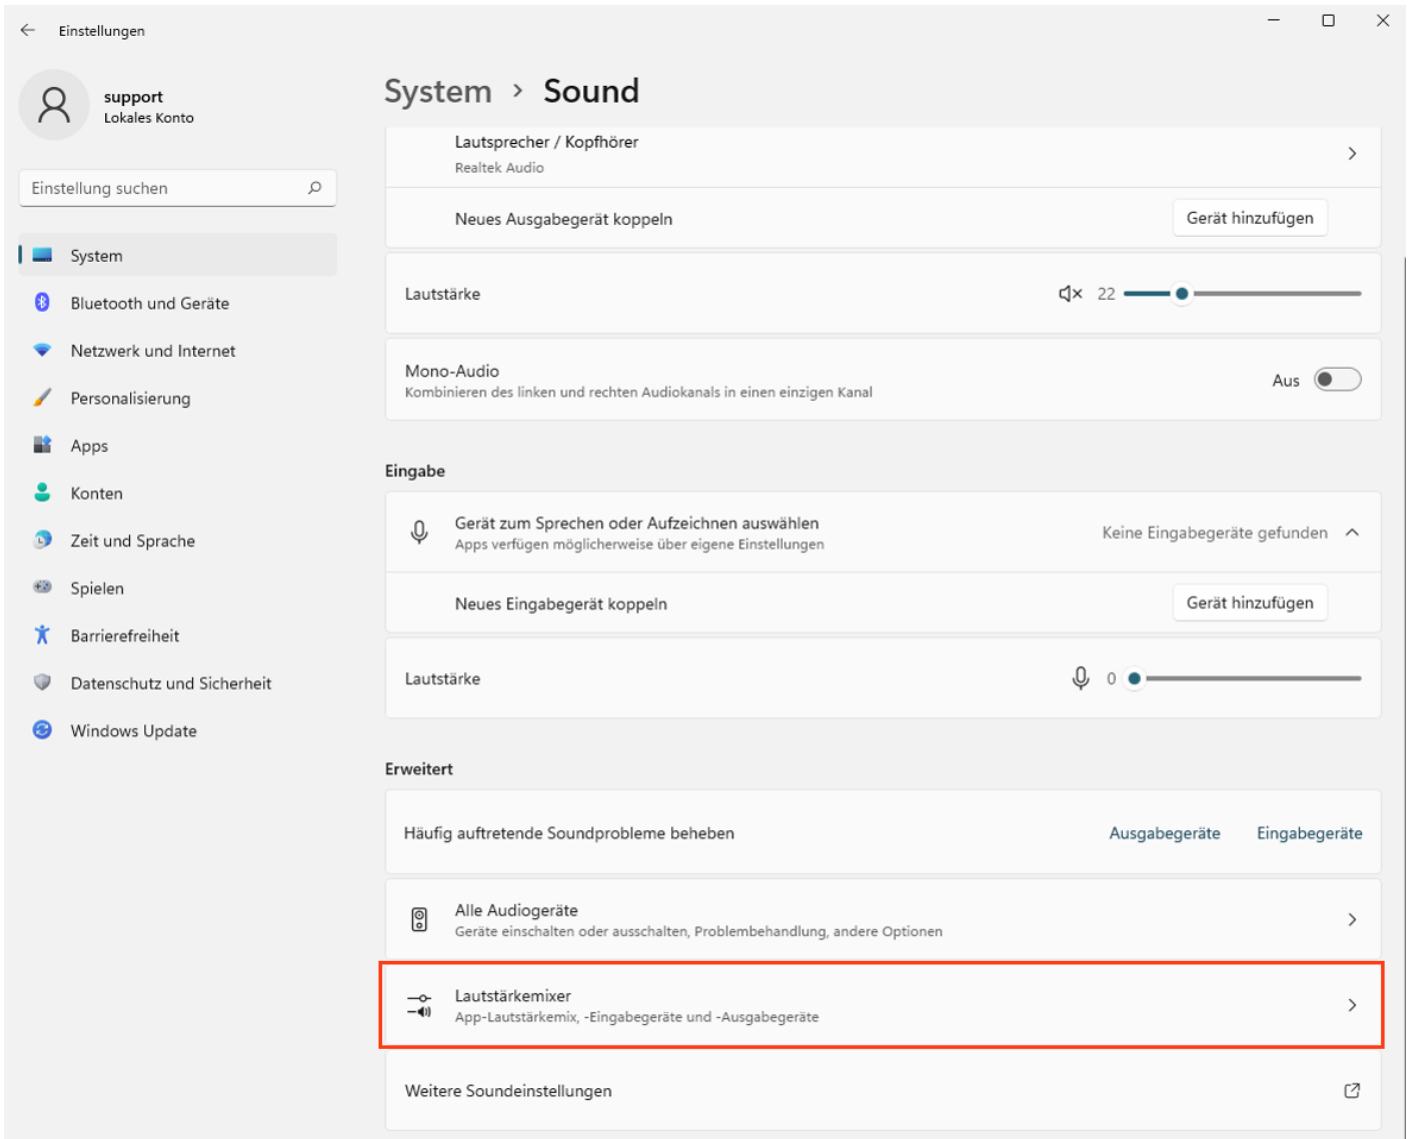 Einstellungen
support
Lokales Konto
Einstellung suchen
System
Bluetooth und Geräte
Netzwerk und Internet
Personalisierung
Apps
Konten
Zeit und Sprache
Spielen
Barrierefreiheit
Datenschutz und Sicherheit
Windows Update
System > Sound
Lautsprecher / Kopfhörer
Realtek Audio
Neues Ausgabegerät koppeln
Gerät hinzufügen
Lautstärke
22
Mono-Audio
Kombinieren des linken und rechten Audiokanals in einen einzigen Kanal
Aus
Eingabe
Gerät zum Sprechen oder Aufzeichnen auswählen
Apps verfügen möglicherweise über eigene Einstellungen
Keine Eingabegeräte gefunden
Neues Eingabegerät koppeln
Gerät hinzufügen
Lautstärke
0
Erweitert
Häufig auftretende Soundprobleme beheben
Ausgabegeräte
Eingabegeräte
Alle Audiogeräte
Geräte einschalten oder ausschalten, Problembehandlung, andere Optionen
Lautstärkemixer
App-Lautstärkemix, -Eingabegeräte und -Ausgabegeräte
Weitere Soundeinstellungen